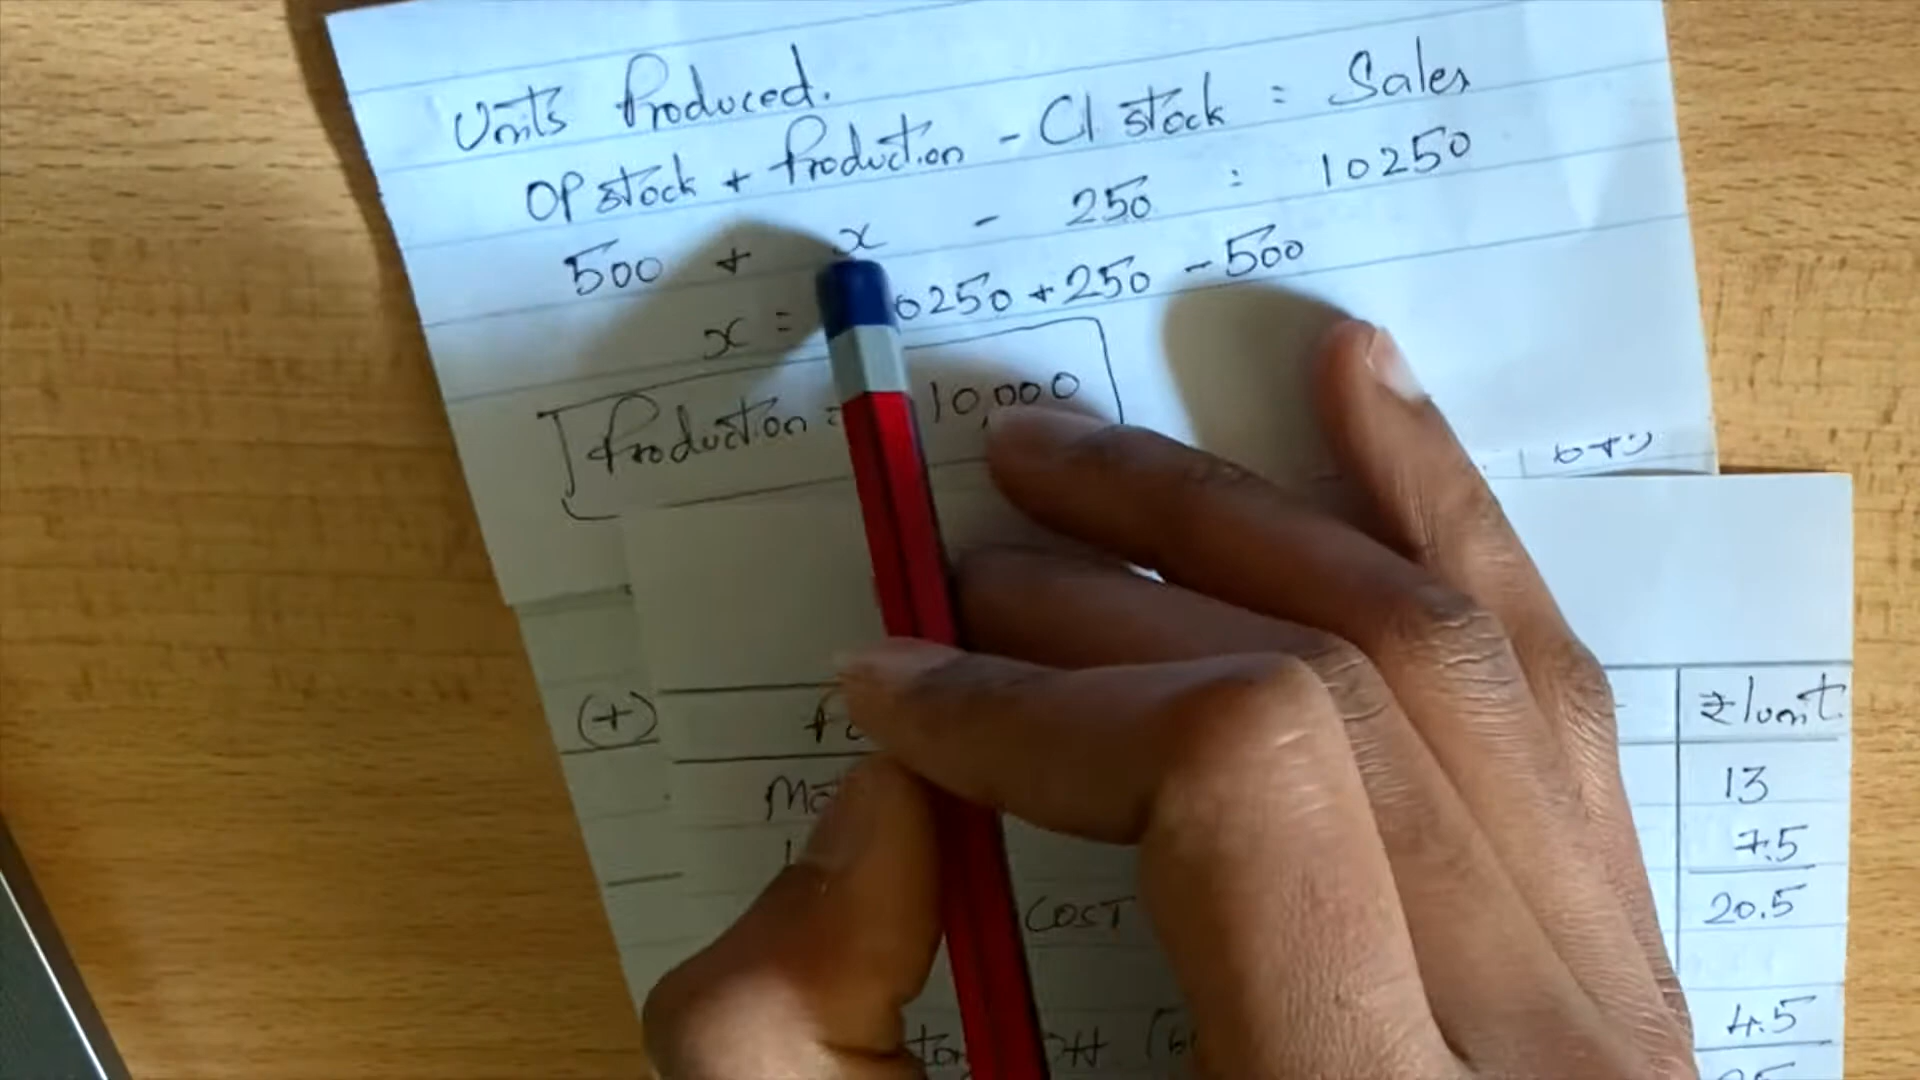 Units Produced.
OP stock + Production - Cl stock = Sales
500 + x - 250 = 10250
x = 0250 + 250 - 500
Production = 10,000
(+)
₹/unit
13
7.5
COST
20.5
4.5